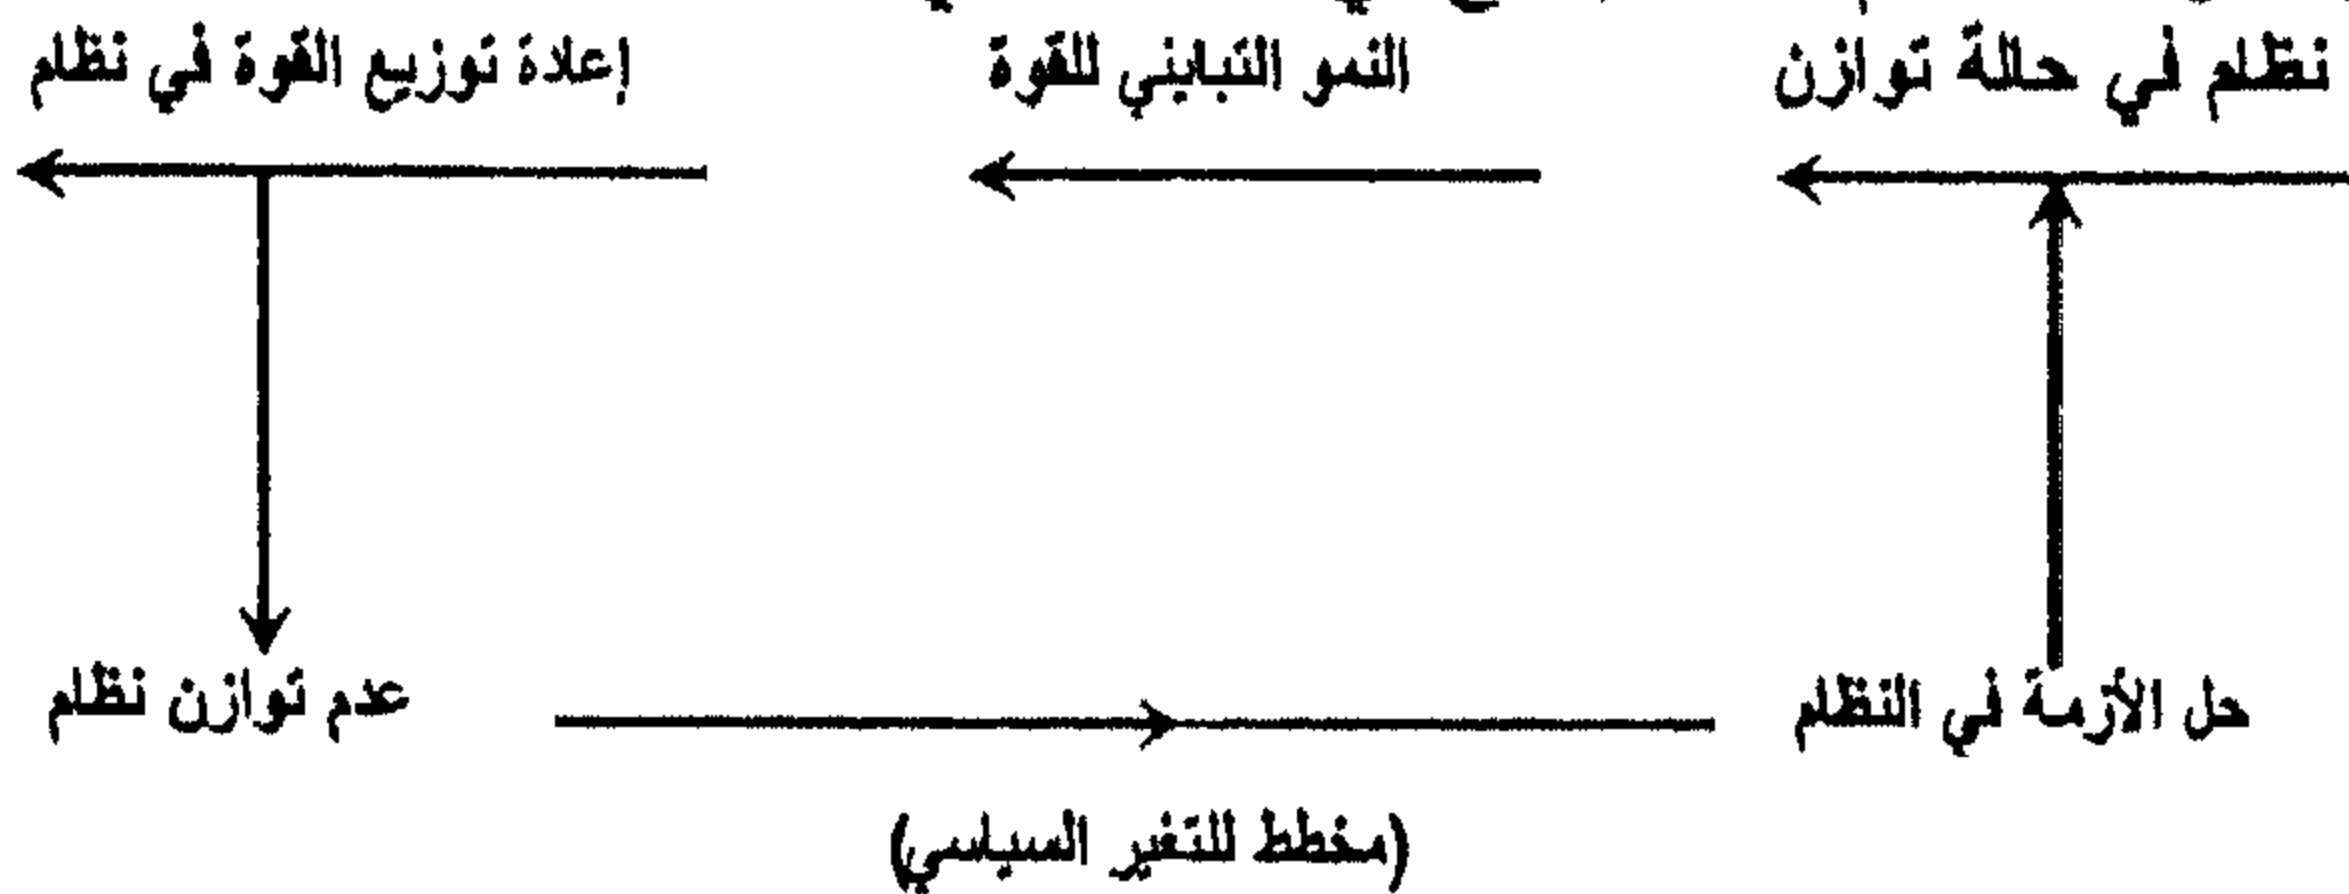 نظام في حالة توازن
النمو التبايني للقوة
إعادة توزيع القوة في نظام
حل الأزمة في النظام
عدم توازن نظام
(مخطط للتغير السياسي)